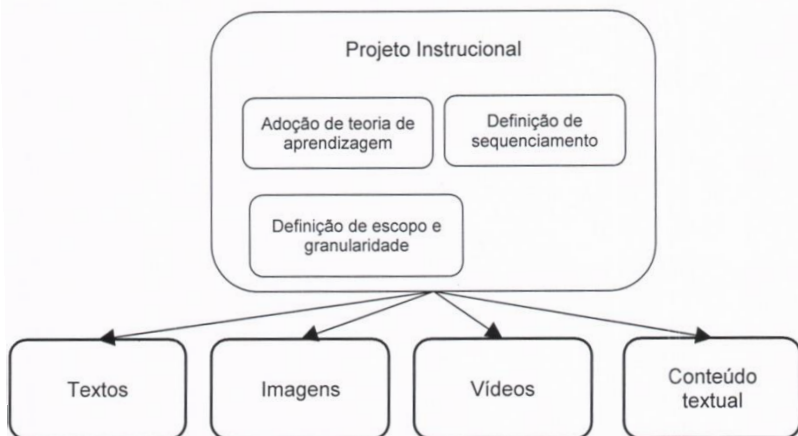 Projeto Instrucional
Adoção de teoria de
aprendizagem
Definição de
sequenciamento
Definição de escopo e
granularidade
Textos
Imagens
Vídeos
Conteúdo
textual